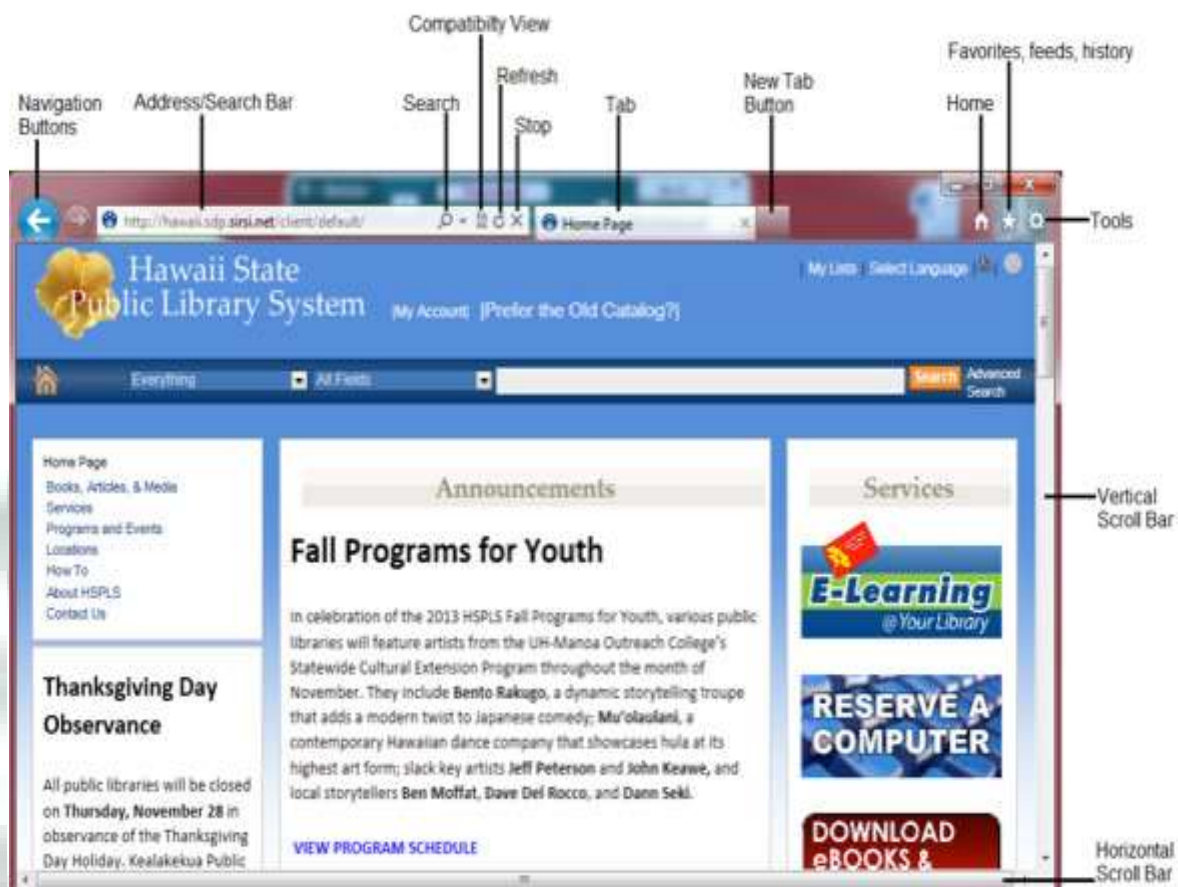 Compatibilty View
Favorites, feeds, history
Refresh
Navigation
Buttons
Address/Search Bar
Search
Tab
New Tab
Button
Home
Stop
http://hawaii.sdp.sirsi.net/client/default/
Home Page
Tools
Hawaii State
Public Library System
[My Account] [Prefer the Old Catalog?]
My Lists | Select Language
Everything
All Fields
Search
Advanced
Search
Home Page
Books, Articles, & Media
Services
Programs and Events
Locations
How To
About HSPLS
Contact Us
Thanksgiving Day
Observance
All public libraries will be closed
on Thursday, November 28 in
observance of the Thanksgiving
Day Holiday. Kealakekua Public
Announcements
Fall Programs for Youth
In celebration of the 2013 HSPLS Fall Programs for Youth, various public
libraries will feature artists from the UH-Manoa Outreach College's
Statewide Cultural Extension Program throughout the month of
November. They include Bento Rakugo, a dynamic storytelling troupe
that adds a modern twist to Japanese comedy; Mu'olaulani, a
contemporary Hawaiian dance company that showcases hula at its
highest art form; slack key artists Jeff Peterson and John Keawe, and
local storytellers Ben Moffat, Dave Del Rocco, and Dann Seki.
VIEW PROGRAM SCHEDULE
Services
E-Learning
@ Your Library
RESERVE A
COMPUTER
DOWNLOAD
eBOOKS &
Vertical
Scroll Bar
Horizontal
Scroll Bar